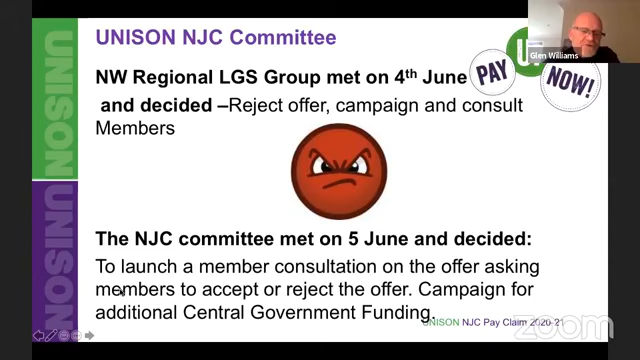 UNISON
UNISON
UNISON NJC Committee
NW Regional LGS Group met on 4th June
and decided –Reject offer, campaign and consult
Members
PAY
UP
NOW!
Glen Williams
The NJC committee met on 5 June and decided:
To launch a member consultation on the offer asking
members to accept or reject the offer. Campaign for
additional Central Government Funding.
UNISON NJC Pay Claim 2020-21
zoom